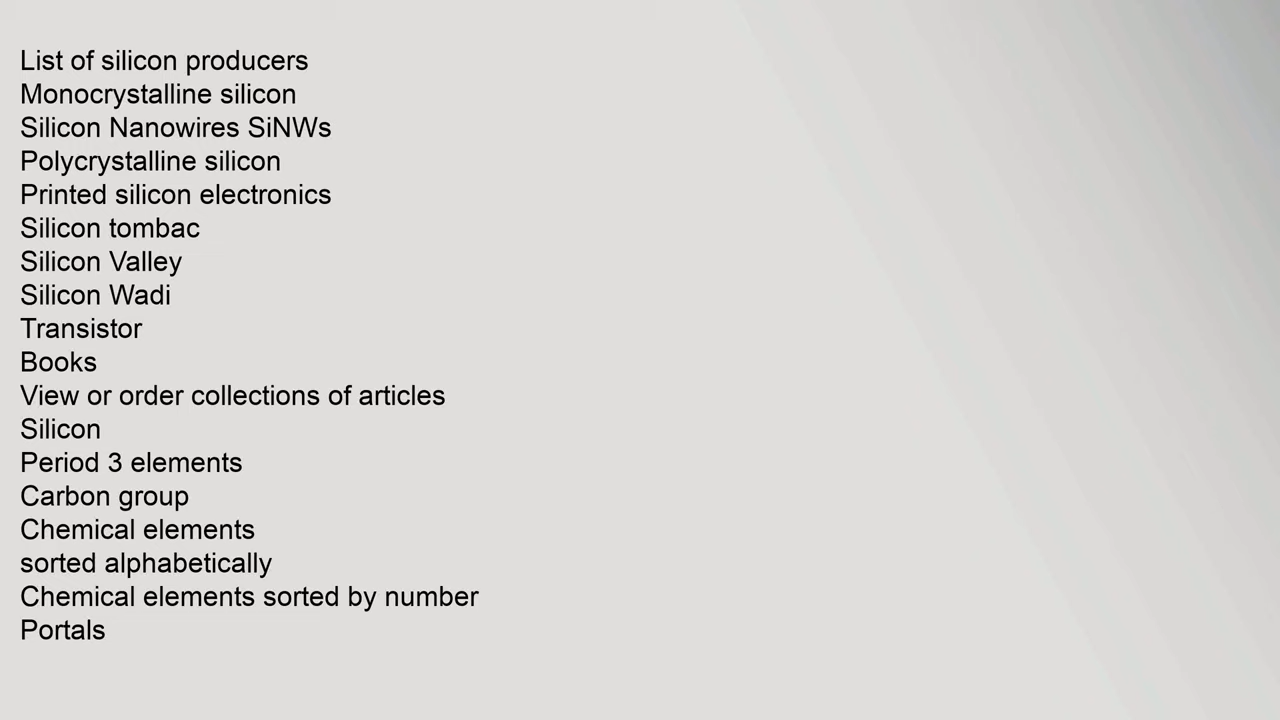 List of silicon producers
Monocrystalline silicon
Silicon Nanowires SiNWs
Polycrystalline silicon
Printed silicon electronics
Silicon tombac
Silicon Valley
Silicon Wadi
Transistor
Books
View or order collections of articles
Silicon
Period 3 elements
Carbon group
Chemical elements
sorted alphabetically
Chemical elements sorted by number
Portals